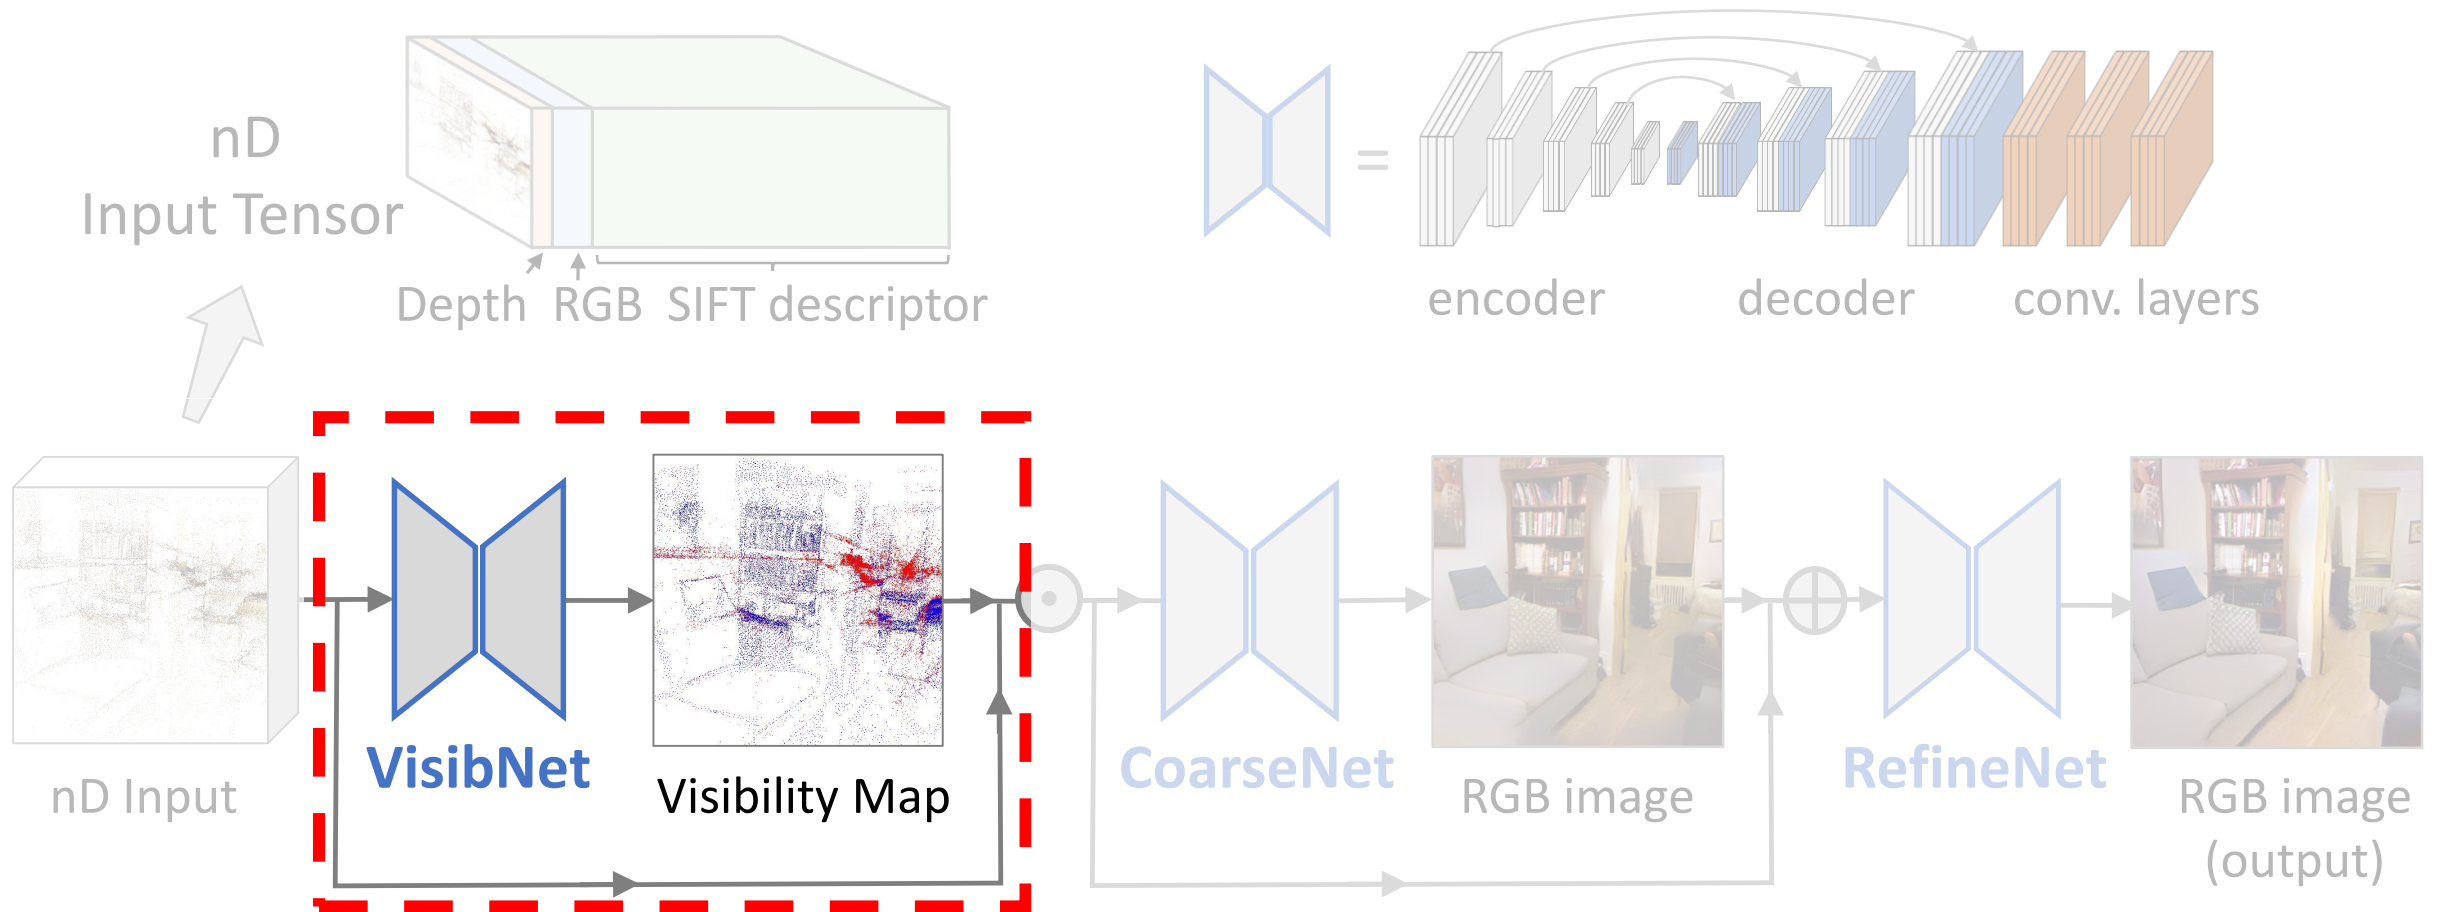 nD
Input Tensor
Depth RGB SIFT descriptor
=
encoder decoder conv. layers
VisibNet
CoarseNet
RefineNet
nD Input
Visibility Map
RGB image
RGB image
(output)